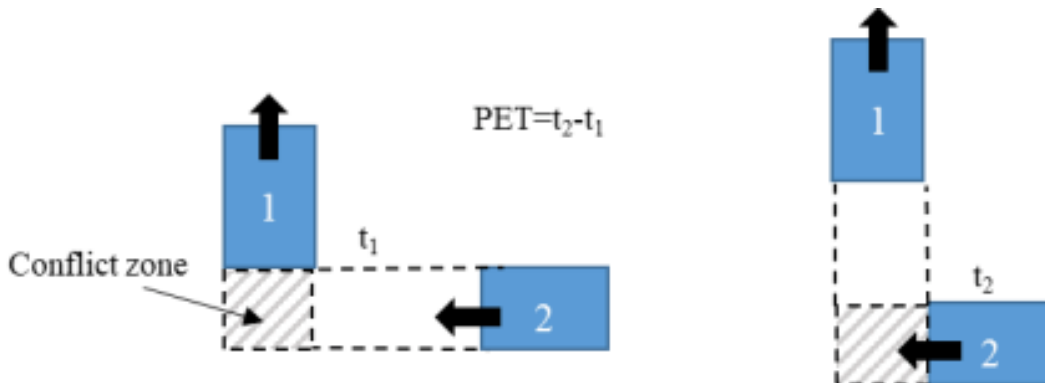 PET=t₂-t₁
1
1
t₁
Conflict zone
t₂
2
2